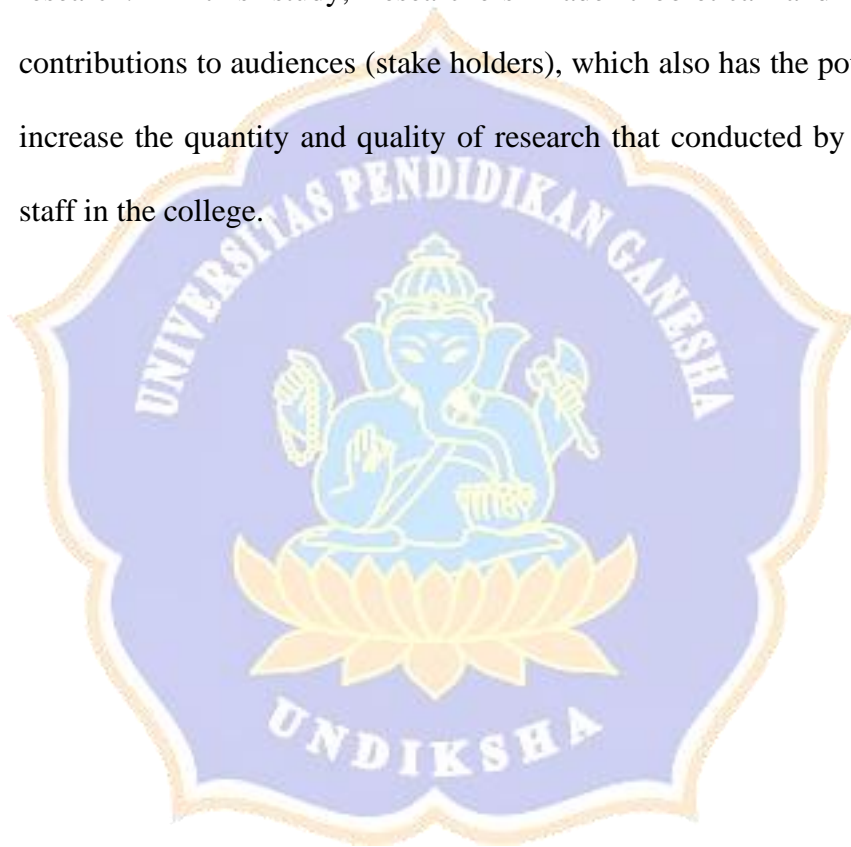 contributions to audiences (stake holders), which also has the
increase the quantity and quality of research that conducted by
staff in the college.
UNIVERSITAS PENDIDIKAN GANESHA
UNDIKSHA